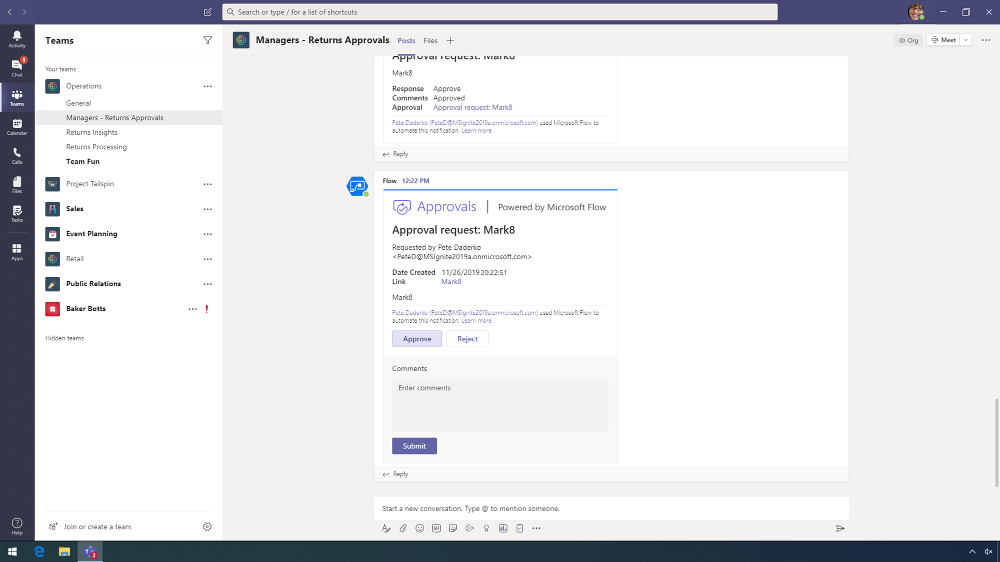 Search or type / for a list of shortcuts
Activity
1
Chat
Teams
Calendar
Calls
Files
Tasks
Apps
Help
Teams
Your teams
Operations
General
Managers - Returns Approvals
Returns Insights
Returns Processing
Team Fun
Project Tailspin
Sales
Event Planning
Retail
Public Relations
Baker Botts
Hidden teams
Join or create a team
Managers - Returns Approvals
Posts
Files
Org
Meet
Approval request: Mark8
Mark8
Response Approve
Comments Approved
Approval Approval request: Mark8
Pete Daderko (PeteD@MSIgnite2019a.onmicrosoft.com) used Microsoft Flow to
automate this notification. Learn more
Reply
Flow 12:22 PM
Approvals | Powered by Microsoft Flow
Approval request: Mark8
Requested by Pete Daderko
<PeteD@MSIgnite2019a.onmicrosoft.com>
Date Created 11/26/2019 20:22:51
Link Mark8
Mark8
Pete Daderko (PeteD@MSIgnite2019a.onmicrosoft.com) used Microsoft Flow to
automate this notification. Learn more
Approve Reject
Comments
Enter comments
Submit
Reply
Start a new conversation. Type @ to mention someone.
GIF
T 3